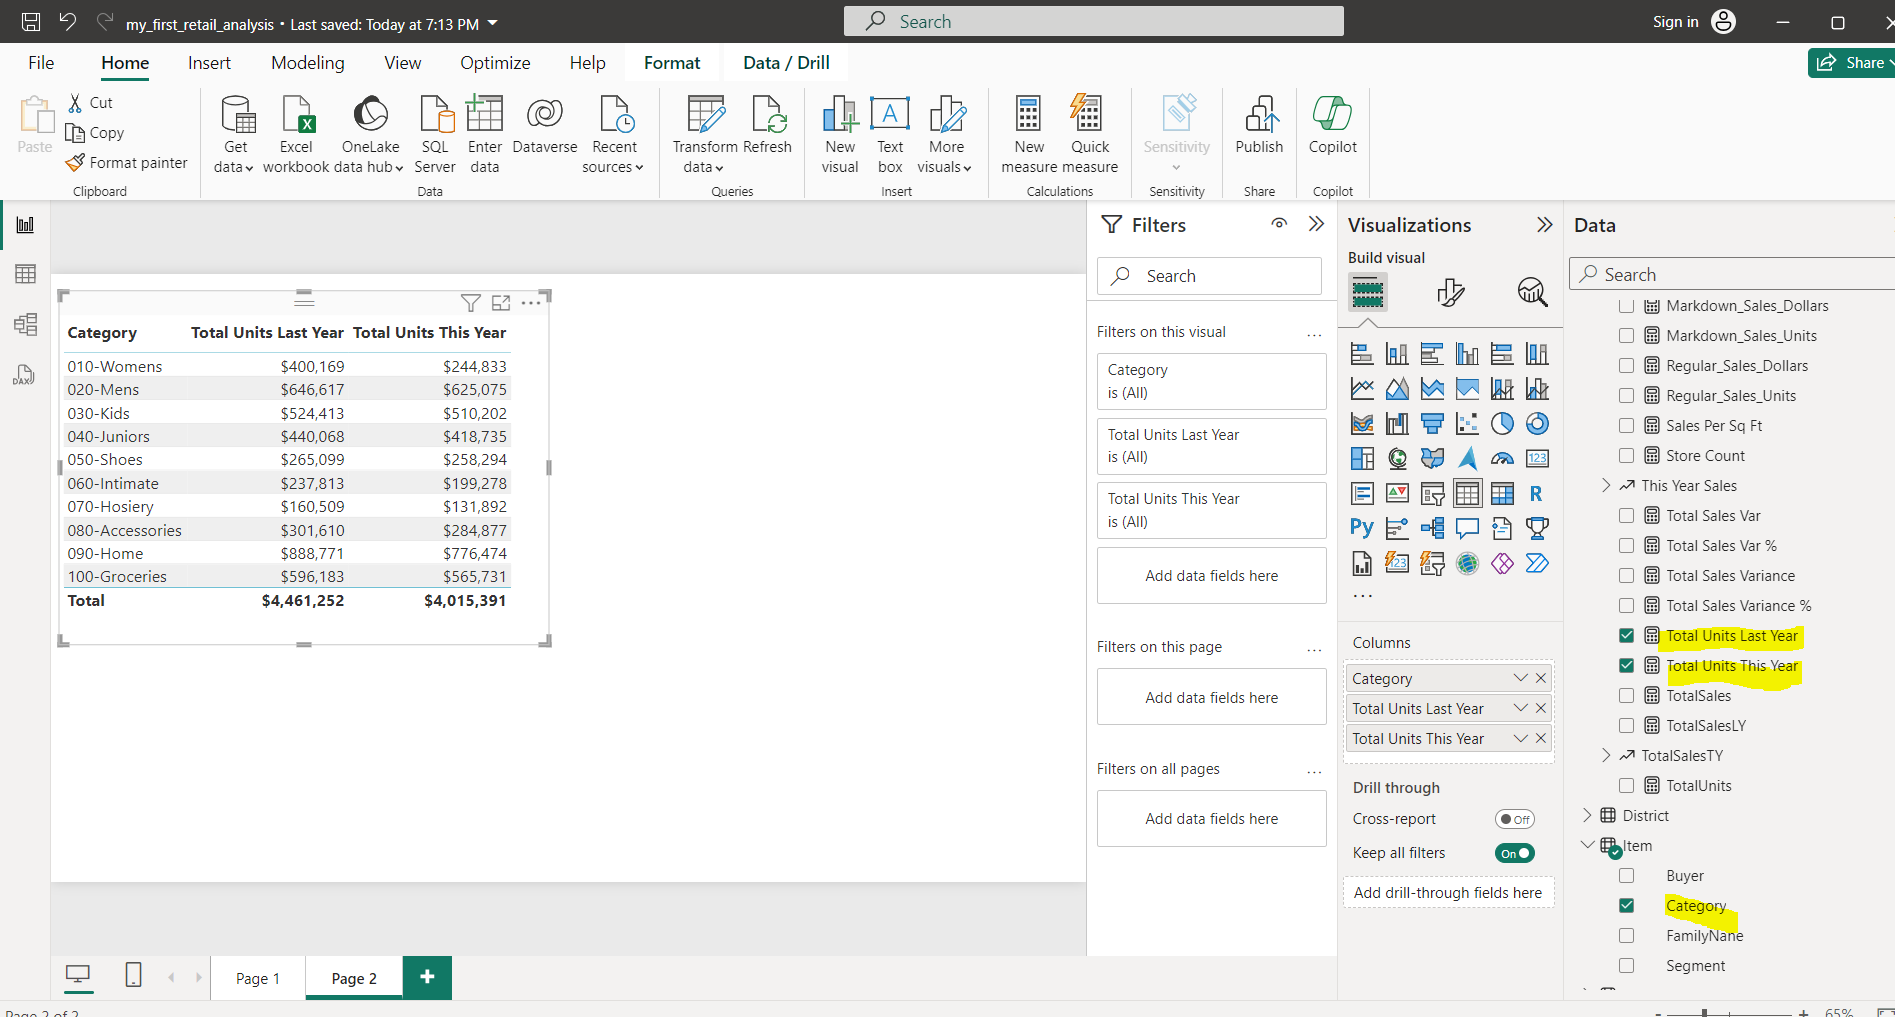 my_first_retail_analysis • Last saved: Today at 7:13 PM
Search
Sign in
File Home Insert Modeling View Optimize Help Format Data / Drill
Share
Paste
Cut
Copy
Format painter
Clipboard
Get data
Excel workbook
OneLake data hub
SQL Server
Enter data
Dataverse
Recent sources
Data
Transform data
Refresh
Queries
New visual
Text box
More visuals
Insert
New measure
Quick measure
Calculations
Sensitivity
Sensitivity
Publish
Share
Copilot
Copilot
DAX
Category Total Units Last Year Total Units This Year
010-Womens $400,169 $244,833
020-Mens $646,617 $625,075
030-Kids $524,413 $510,202
040-Juniors $440,068 $418,735
050-Shoes $265,099 $258,294
060-Intimate $237,813 $199,278
070-Hosiery $160,509 $131,892
080-Accessories $301,610 $284,877
090-Home $888,771 $776,474
100-Groceries $596,183 $565,731
Total $4,461,252 $4,015,391
Filters
Search
Filters on this visual ...
Category
is (All)
Total Units Last Year
is (All)
Total Units This Year
is (All)
Add data fields here
Filters on this page ...
Add data fields here
Filters on all pages ...
Add data fields here
Visualizations
Build visual
123
R
Py
123
...
Columns
Category
Total Units Last Year
Total Units This Year
Drill through
Cross-report Off
Keep all filters On
Add drill-through fields here
Data
Search
Markdown_Sales_Dollars
Markdown_Sales_Units
Regular_Sales_Dollars
Regular_Sales_Units
Sales Per Sq Ft
Store Count
This Year Sales
Total Sales Var
Total Sales Var %
Total Sales Variance
Total Sales Variance %
Total Units Last Year
Total Units This Year
TotalSales
TotalSalesLY
TotalSalesTY
TotalUnits
District
Item
Buyer
Category
FamilyNane
Segment
Page 1 Page 2 +
Page 2 of 2
- + 65%